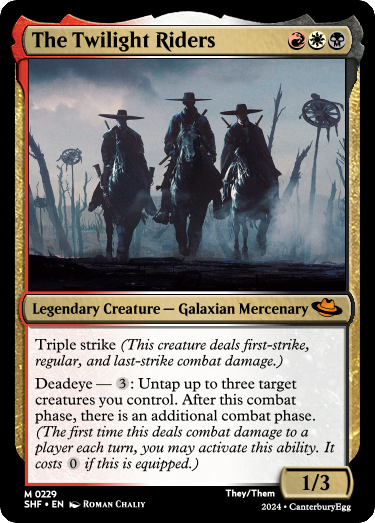 The Twilight Riders
Legendary Creature — Galaxian Mercenary
Triple strike (This creature deals first-strike,
regular, and last-strike combat damage.)
Deadeye — 3: Untap up to three target
creatures you control. After this combat
phase, there is an additional combat phase.
(The first time this deals combat damage to a
player each turn, you may activate this ability. It
costs 0 if this is equipped.)
1/3
M 0229
SHF • EN Roman Chaliy
They/Them
2024 • CanterburyEgg